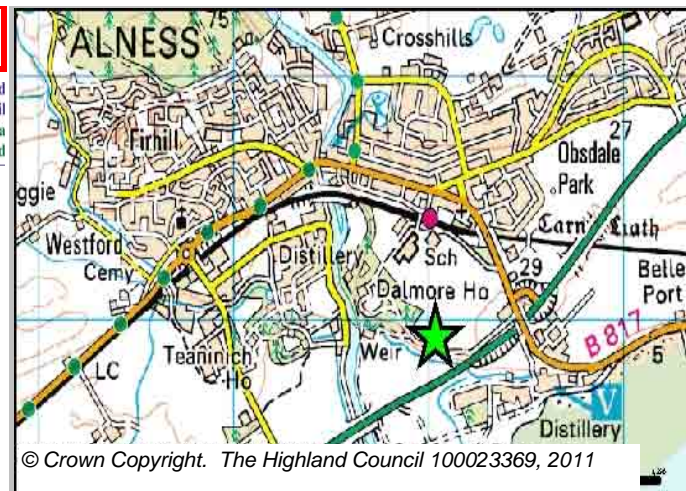 ALNESS
75
Crosshills
Firhill
27
Obsdale
Park
ggie
Westford
Cemy
Distillery
Sch
Carn Liath
29
Dalmore Ho
Belle
Port
LC
Teaninich
Ho
Weir
B 817
5
V
Distillery
© Crown Copyright. The Highland Council 100023369, 2011